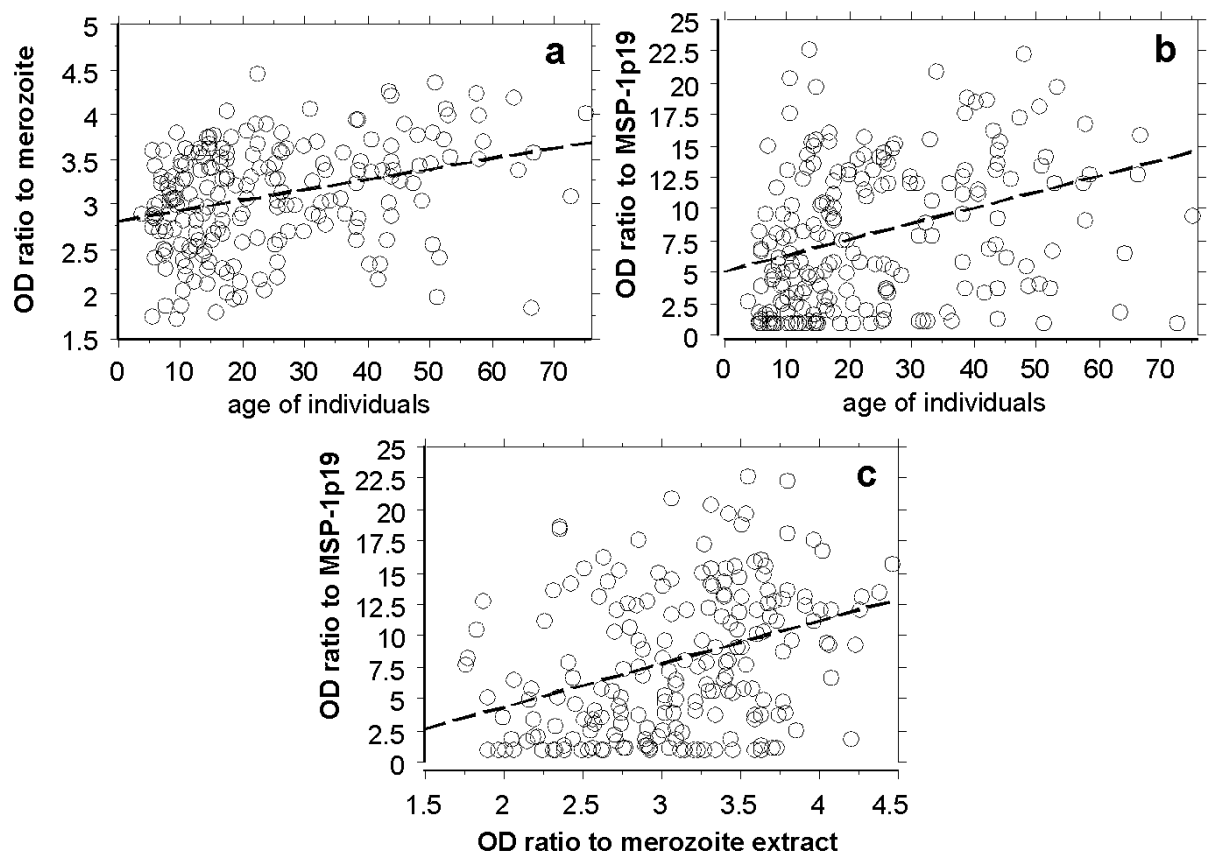 a
OD ratio to merozoite
5
4.5
4
3.5
3
2.5
2
1.5
0 10 20 30 40 50 60 70
age of individuals
b
OD ratio to MSP-1p19
25
22.5
20
17.5
15
12.5
10
7.5
5
2.5
0
0 10 20 30 40 50 60 70
age of individuals
c
OD ratio to MSP-1p19
25
22.5
20
17.5
15
12.5
10
7.5
5
2.5
0
1.5 2 2.5 3 3.5 4 4.5
OD ratio to merozoite extract